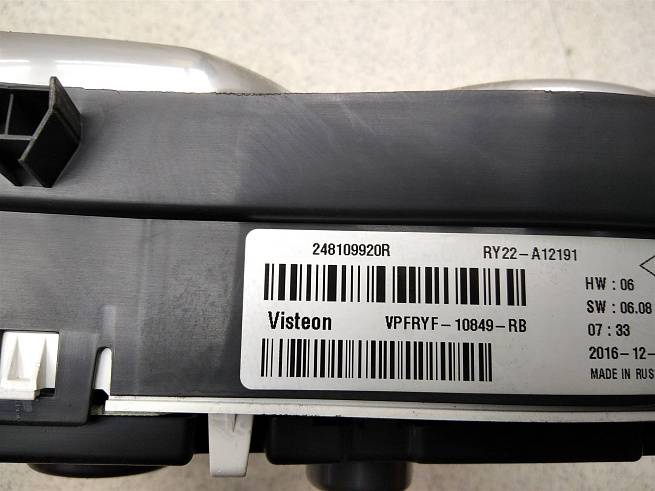 248109920R RY22-A12191
HW : 06
SW : 06.08
Visteon VPFRYF-10849-RB
07 : 33
2016-12-
MADE IN RUS